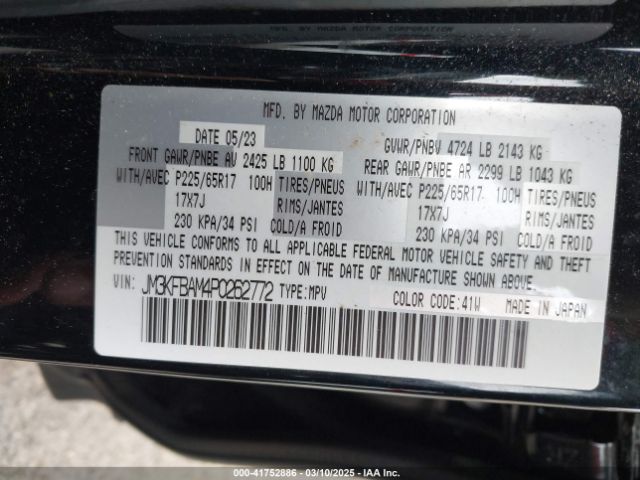 MFD. BY MAZDA MOTOR CORPORATION
DATE 05/23 GVWR/PNBV 4724 LB 2143 KG
FRONT GAWR/PNBE AV 2425 LB 1100 KG REAR GAWR/PNBE AR 2299 LB 1043 KG
WITH/AVEC P225/65R17 100H TIRES/PNEUS WITH/AVEC P225/65R17 100H TIRES/PNEUS
17X7J RIMS/JANTES 17X7J RIMS/JANTES
230 KPA/34 PSI COLD/A FROID 230 KPA/34 PSI COLD/A FROID
THIS VEHICLE CONFORMS TO ALL APPLICABLE FEDERAL MOTOR VEHICLE SAFETY AND THEFT
PREVENTION STANDARDS IN EFFECT ON THE DATE OF MANUFACTURE SHOWN ABOVE.
VIN: JM3KFBAM4P0262772 TYPE:MPV COLOR CODE:41W MADE IN JAPAN
000-41752886 - 03/10/2025 - IAA Inc.